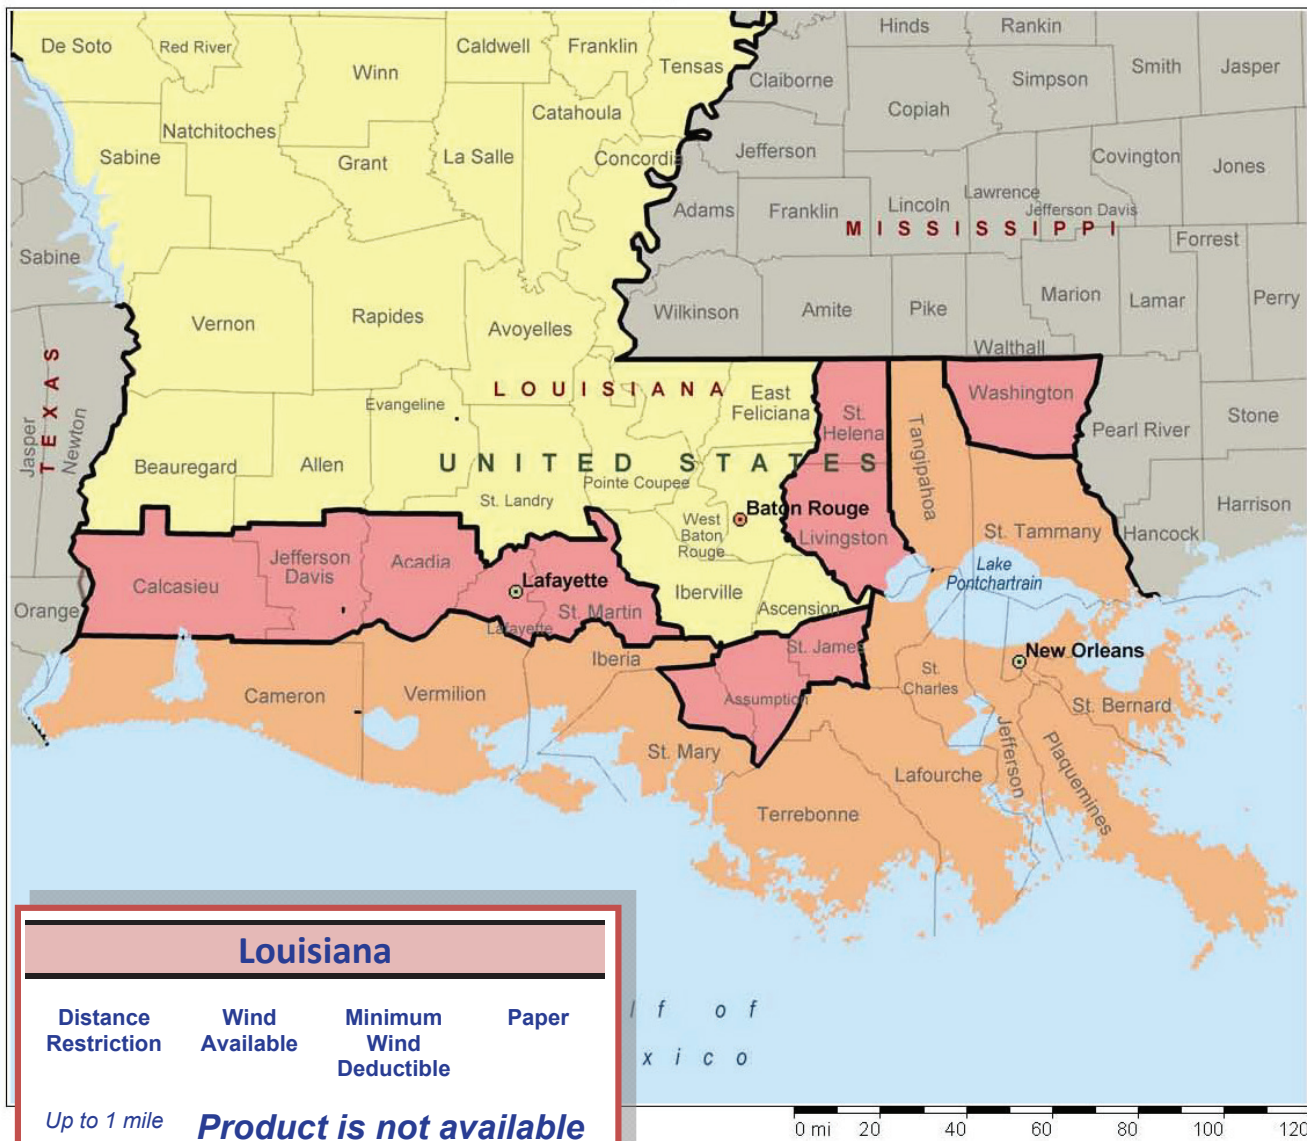 De Soto
Red River
Winn
Caldwell
Franklin
Tensas
Hinds
Rankin
Claiborne
Copiah
Simpson
Smith
Jasper
Natchitoches
Sabine
Grant
La Salle
Catahoula
Concordia
Jefferson
Covington
Jones
Adams
Franklin
Lincoln
Lawrence
Jefferson Davis
MISSISSIPPI
Forrest
Sabine
Vernon
Rapides
Avoyelles
Wilkinson
Amite
Pike
Marion
Lamar
Perry
Walthall
TEXAS
Jasper
Newton
LOUISIANA
Evangeline
East
Feliciana
St.
Helena
Tangipahoa
Washington
Pearl River
Stone
Beauregard
Allen
UNITED STATES
St. Landry
Pointe Coupee
West
Baton
Rouge
Baton Rouge
Livingston
St. Tammany
Hancock
Harrison
Orange
Calcasieu
Jefferson
Davis
Acadia
Lafayette
Lafayette
St. Martin
Iberville
Ascension
Lake
Pontchartrain
Cameron
Vermilion
Iberia
St. James
Assumption
St.
Charles
New Orleans
St. Bernard
St. Mary
Jefferson
Plaquemines
Lafourche
Terrebonne
lf of
xico
Louisiana
Distance
Restriction
Wind
Available
Minimum
Wind
Deductible
Paper
Up to 1 mile
Product is not available
0 mi 20 40 60 80 100 120